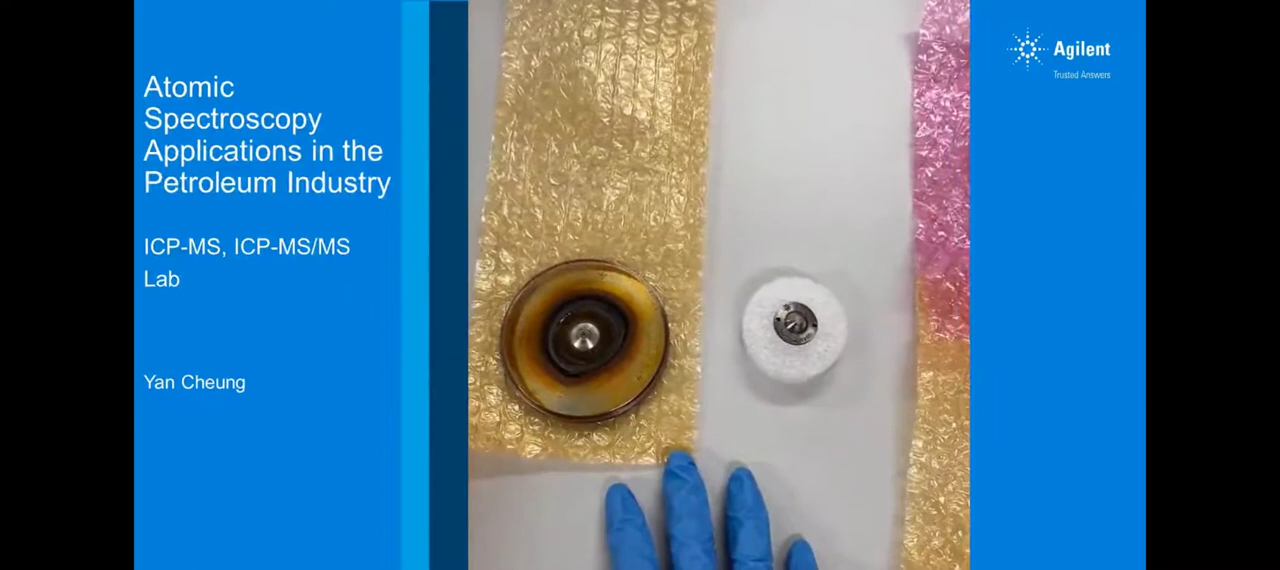 Atomic
Spectroscopy
Applications in the
Petroleum Industry
ICP-MS, ICP-MS/MS
Lab
Yan Cheung
Agilent
Trusted Answers